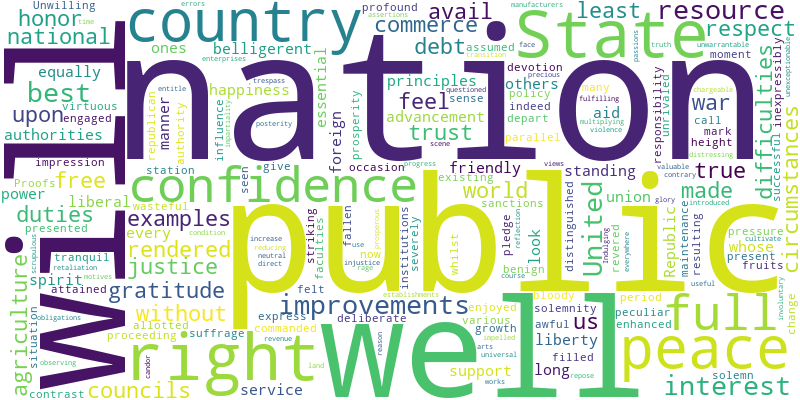 Unwilling
honor
national
equally
best
upon
authorities
impression
Proofs
free
power
liberal
duties
presented
tranquil
retaliation
spirit
attained
agriculture
situation
scrupulous
motives
obligations
observing
contrast
councils
will
nation
country
ones
belligerent
virtuous
engaged
republican
manner
authority
happiness
influence
impartiality
trespass
entitle
posterity
station
give
essential
errors
time
profound
assertions
commerce
avail
debt
assumed
transition
principles
feel
advancement
trust
prosperity
foreign
occasion
devotion
sense
policy
indeed
depart
parallel
questioned
precious
scene
face
enterprises
others
least
State
manufacturers
passions
truth
unwarrantable
resource
respect
moment
war
call
mark
height
many
fulfilling
aid
multiplying
violence
responsibility
chargeable
distressing
unrivaled
difficulties
successful
inexpressibly
unexceptionable
confidence
seen
progress
friendly
existing
world
views
standing
sanctions
distinguished
United
union
made
true
valuable
contrary
glory
introduced
revered
Republic
maintenance
resulting
pressure
whose
present
fruits
useful
cultivate
circumstances
public
wasteful
examples
every
rendered
justice
gratitude
without
allotted
proceeding
suffrage
commanded
revenue
service
candor
land
felt
express
increase
reducing
neutral
direct
condition
striking
faculties
fallen
use
injustice
rage
now
prosperous
institutions
severely
whilst
improvements
establishments
deliberate
reason
pledge
reflection
look
benign
course
Indulging
everywhere
enjoyed
various
growth
arts
universal
impelled
support
works
bloody
solemnity
awful
liberty
filled
long
repose
us
period
peculiar
enhanced
solemn
full
peace
interest
change
involuntary
right
well